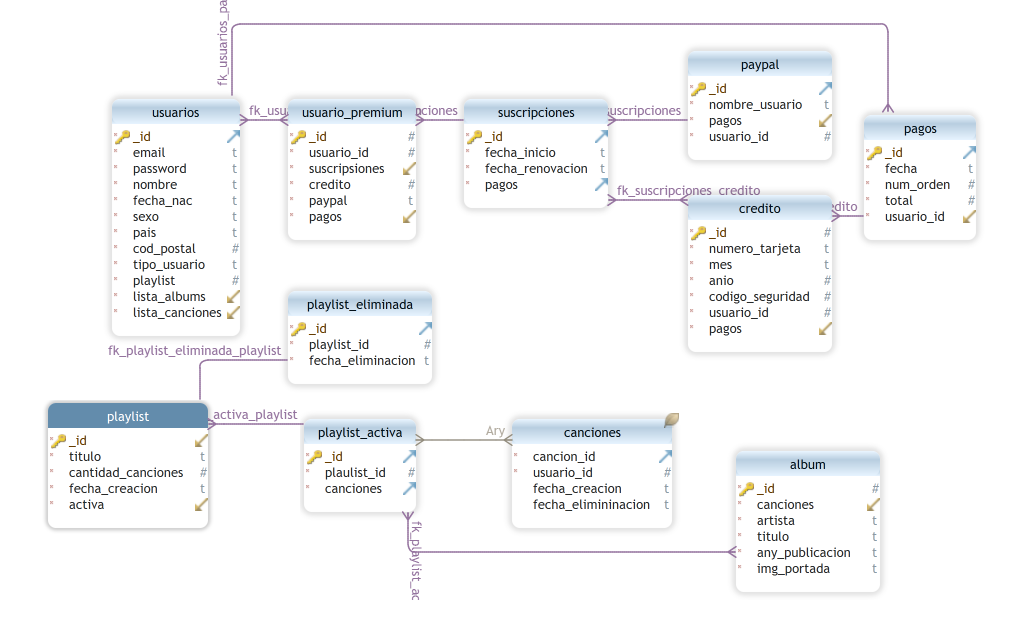 fk_usuarios_pa
usuarios
_id
email t
password t
nombre t
fecha_nac t
sexo t
pais t
cod_postal #
tipo_usuario t
playlist #
lista_albums
lista_canciones
fk_usu
usuario_premium
_id #
usuario_id #
suscripsiones
credito #
paypal t
pagos
nciones
suscripciones
_id
fecha_inicio t
fecha_renovacion t
pagos
uscripciones
paypal
_id
nombre_usuario t
pagos
usuario_id #
pagos
_id
fecha t
num_orden #
total #
usuario_id
fk_suscripciones_credito
credito
_id #
numero_tarjeta t
mes t
anio #
codigo_seguridad #
usuario_id #
pagos
edito
playlist_eliminada
_id
playlist_id #
fecha_eliminacion t
fk_playlist_eliminada_playlist
playlist
_id
titulo t
cantidad_canciones #
fecha_creacion t
activa
activa_playlist
playlist_activa
_id
plaulist_id #
canciones
Ary
canciones
cancion_id
usuario_id #
fecha_creacion t
fecha_elimininacion t
fk_playlist_ac
album
_id #
canciones
artista t
titulo t
any_publicacion t
img_portada t